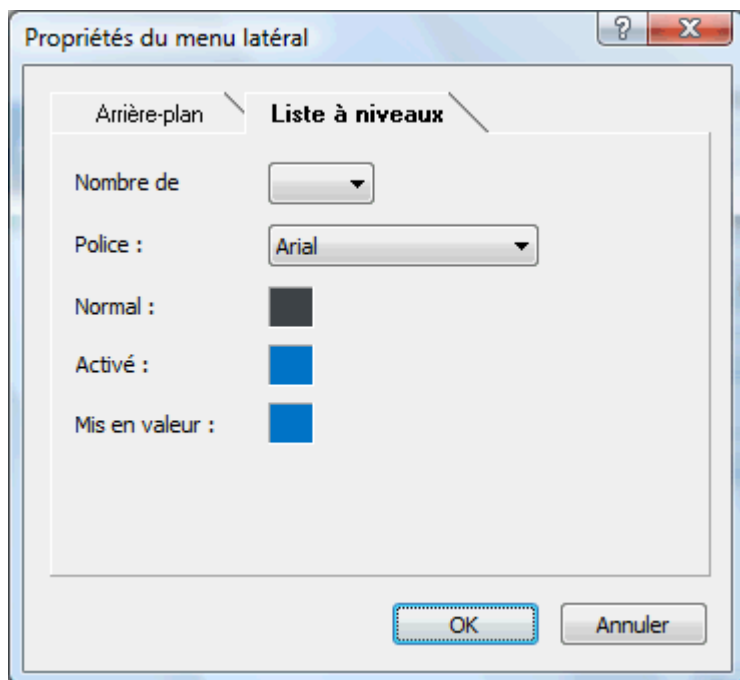 Propriétés du menu latéral
Arrière-plan
Liste à niveaux
Nombre de
Police :
Arial
Normal :
Activé :
Mis en valeur :
OK
Annuler